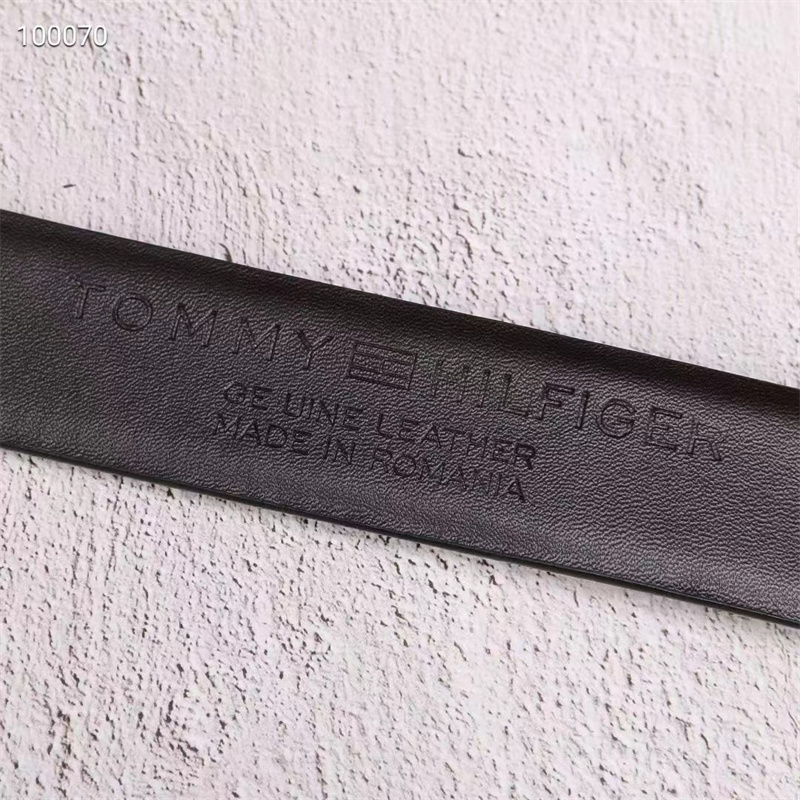 100070
TOMMY HILFIGER
GE UINE LEATHER
MADE IN ROMANIA